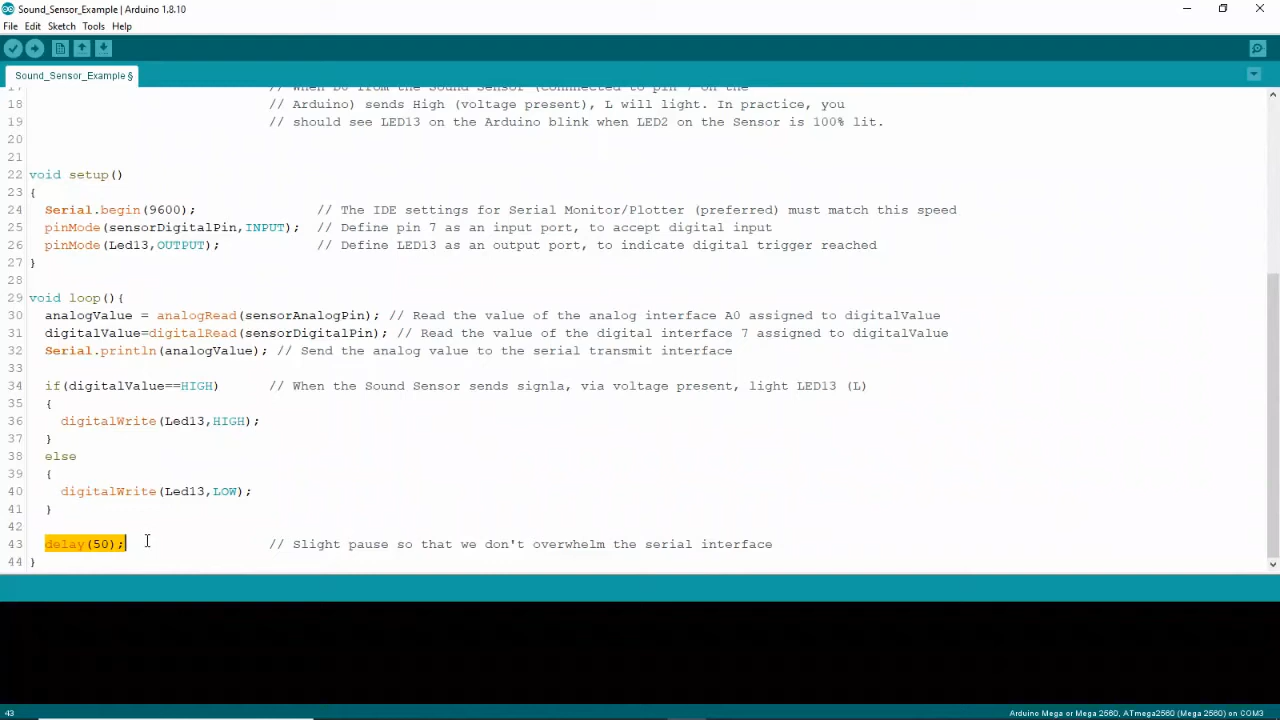 Sound_Sensor_Example | Arduino 1.8.10
File Edit Sketch Tools Help
Sound_Sensor_Example §
17 // When D0 from the Sound Sensor (connnected to pin 7 on the
18 // Arduino) sends High (voltage present), L will light. In practice, you
19 // should see LED13 on the Arduino blink when LED2 on the Sensor is 100% lit.
20
21
22 void setup()
23 {
24 Serial.begin(9600); // The IDE settings for Serial Monitor/Plotter (preferred) must match this speed
25 pinMode(sensorDigitalPin,INPUT); // Define pin 7 as an input port, to accept digital input
26 pinMode(Led13,OUTPUT); // Define LED13 as an output port, to indicate digital trigger reached
27 }
28
29 void loop(){
30 analogValue = analogRead(sensorAnalogPin); // Read the value of the analog interface A0 assigned to digitalValue
31 digitalValue=digitalRead(sensorDigitalPin); // Read the value of the digital interface 7 assigned to digitalValue
32 Serial.println(analogValue); // Send the analog value to the serial transmit interface
33
34 if(digitalValue==HIGH) // When the Sound Sensor sends signla, via voltage present, light LED13 (L)
35 {
36 digitalWrite(Led13,HIGH);
37 }
38 else
39 {
40 digitalWrite(Led13,LOW);
41 }
42
43 delay(50); // Slight pause so that we don't overwhelm the serial interface
44 }
43 Arduino Mega or Mega 2560, ATmega2560 (Mega 2560) on COM3